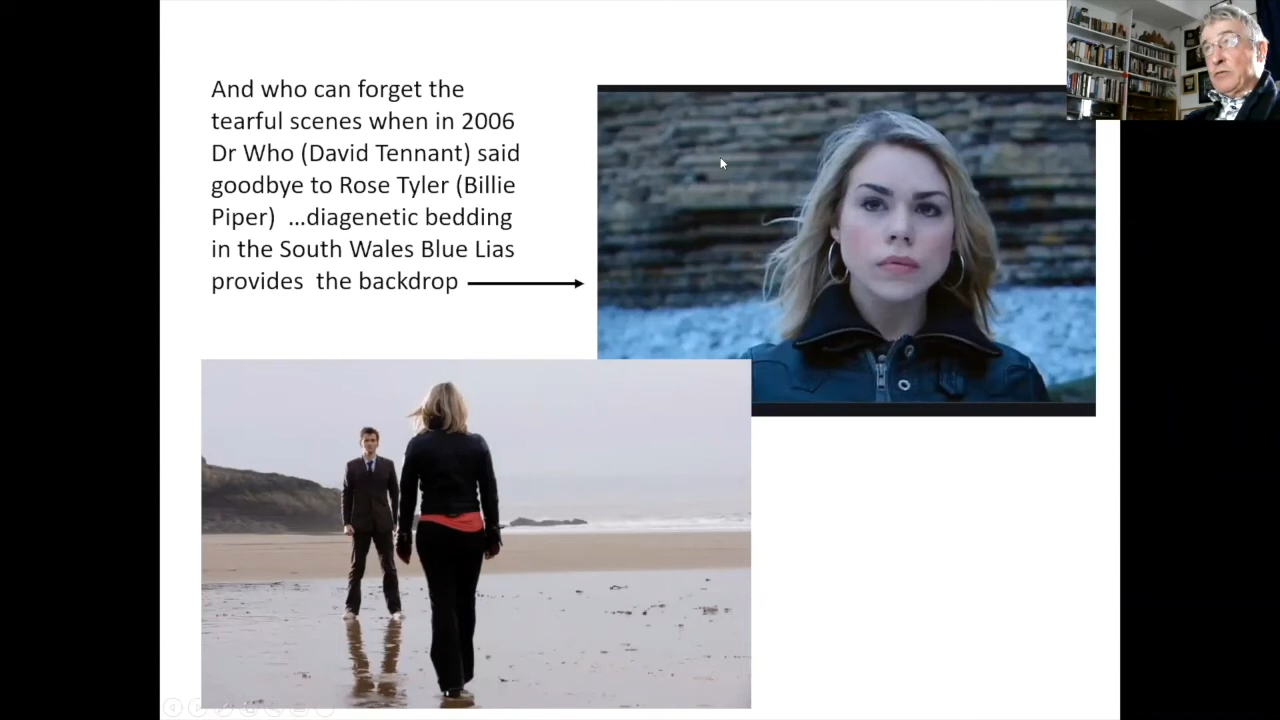 And who can forget the
tearful scenes when in 2006
Dr Who (David Tennant) said
goodbye to Rose Tyler (Billie
Piper)  ...diagenetic bedding
in the South Wales Blue Lias
provides  the backdrop